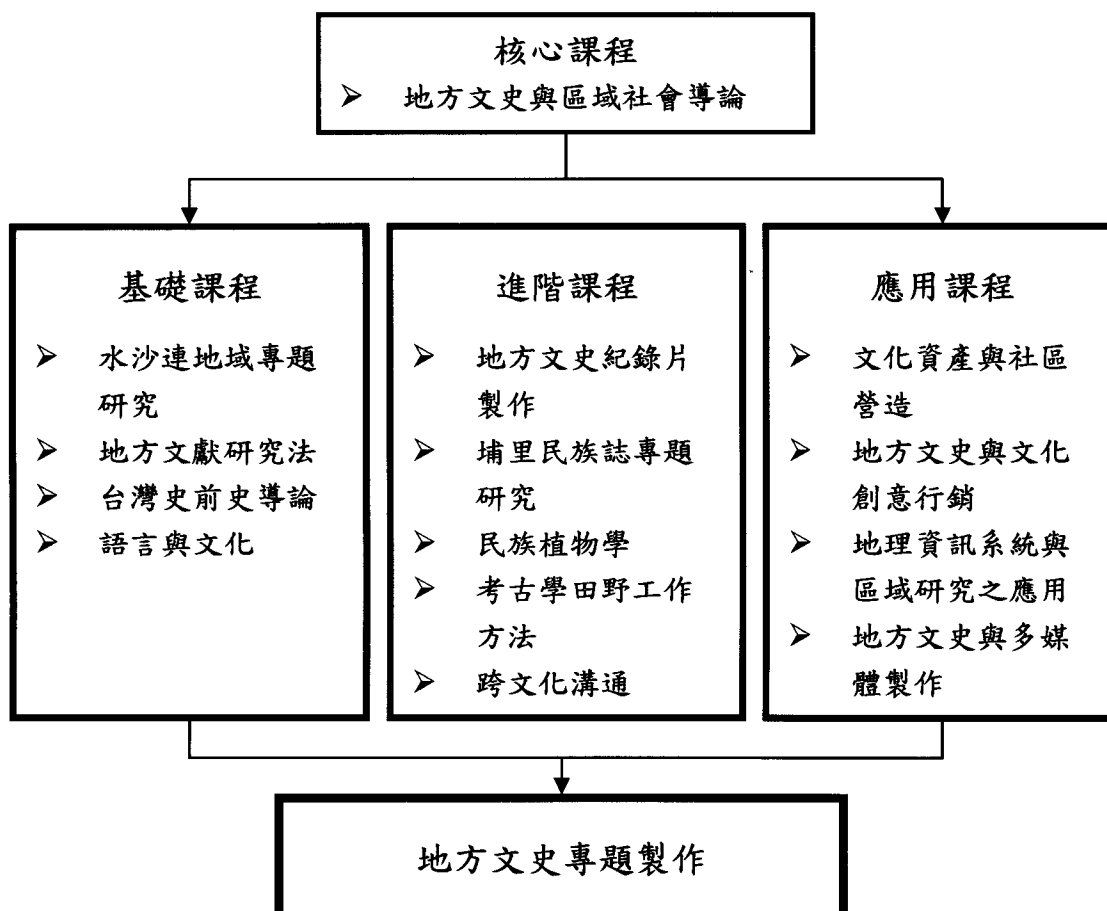 核心課程
➢ 地方文史與區域社會導論
基礎課程
➢ 水沙連地域專題
研究
➢ 地方文獻研究法
➢ 台灣史前史導論
➢ 語言與文化
進階課程
➢ 地方文史紀錄片
製作
➢ 埔里民族誌專題
研究
➢ 民族植物學
➢ 考古學田野工作
方法
➢ 跨文化溝通
應用課程
➢ 文化資產與社區
營造
➢ 地方文史與文化
創意行銷
➢ 地理資訊系統與
區域研究之應用
➢ 地方文史與多媒
體製作
地方文史專題製作